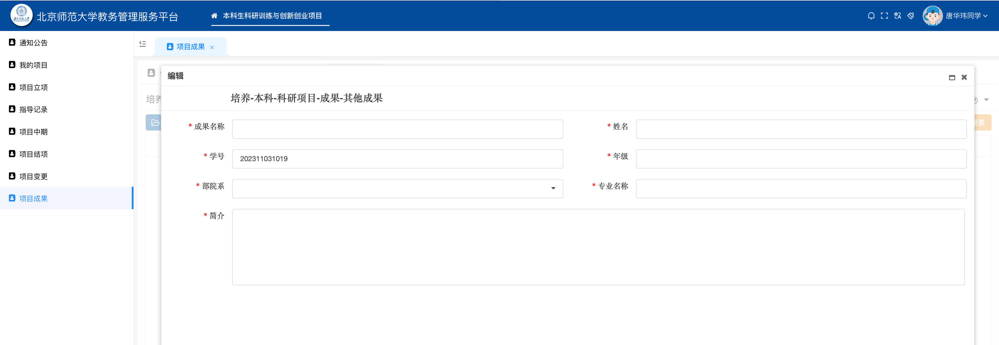 北京师范大学教务管理服务平台
本科生科研训练与创新创业项目
唐华玮同学
通知公告
我的项目
项目立项
指导记录
项目中期
项目结项
项目变更
项目成果
项目成果 ×
编辑
培养
培养-本科-科研项目-成果-其他成果
* 成果名称
* 姓名
索
* 学号 202311031019
* 年级
* 部院系
* 专业名称
* 简介